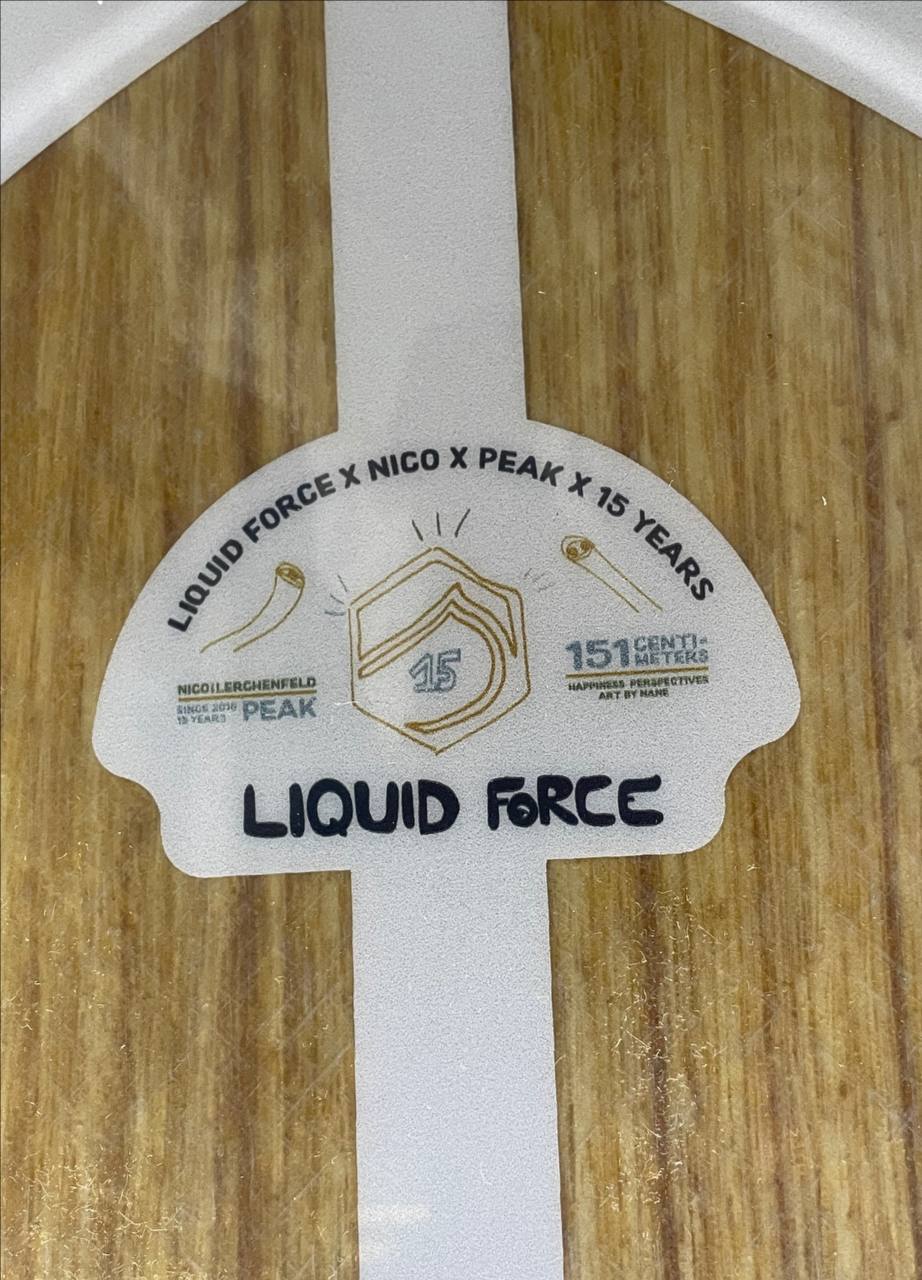 LIQUID FORCE X NICO X PEAK X 15 YEARS
15
NICO LERCHENFELD
SINCE 2010
15 YEARS
PEAK
151 CENTI-
METERS
HAPPINESS PERSPECTIVES
ART BY NANE
LIQUID FORCE